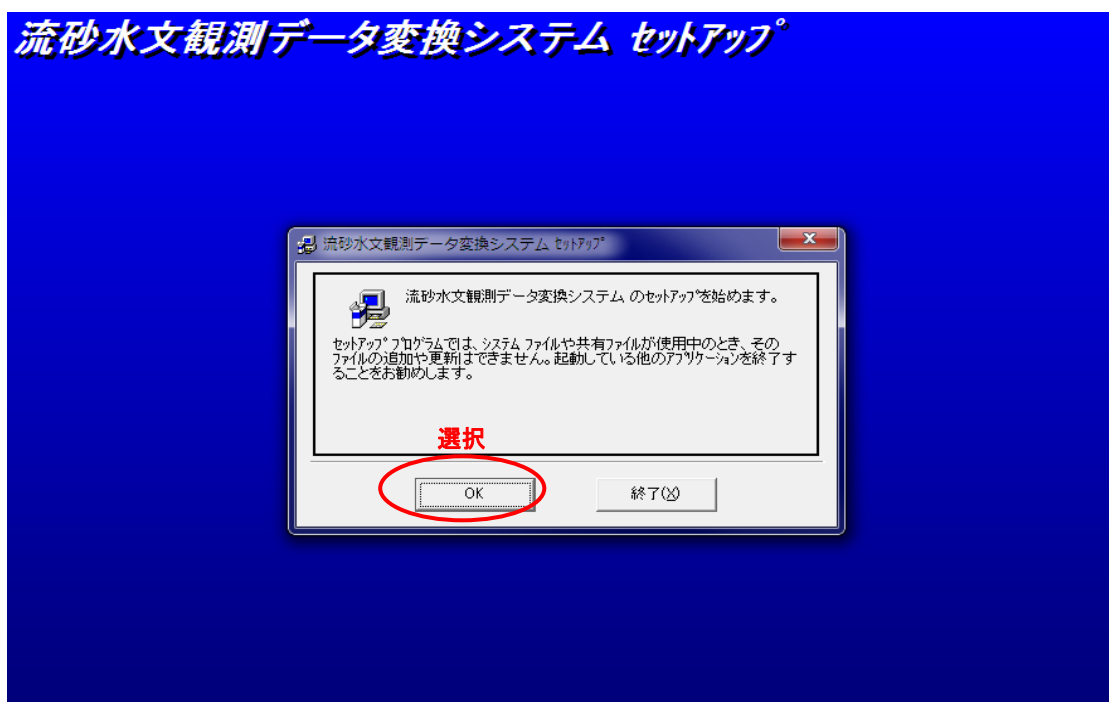 流砂水文観測データ変換システム ｾｯﾄｱｯﾌﾟ
流砂水文観測データ変換システム ｾｯﾄｱｯﾌﾟ
流砂水文観測データ変換システム のｾｯﾄｱｯﾌﾟを始めます。
ｾｯﾄｱｯﾌﾟ ﾌﾟﾛｸﾞﾗﾑでは、ｼｽﾃﾑ ﾌｧｲﾙや共有ﾌｧｲﾙが使用中のとき、その
ﾌｧｲﾙの追加や更新はできません。起動している他のｱﾌﾟﾘｹｰｼｮﾝを終了す
ることをお勧めします。
選択
OK
終了(X)